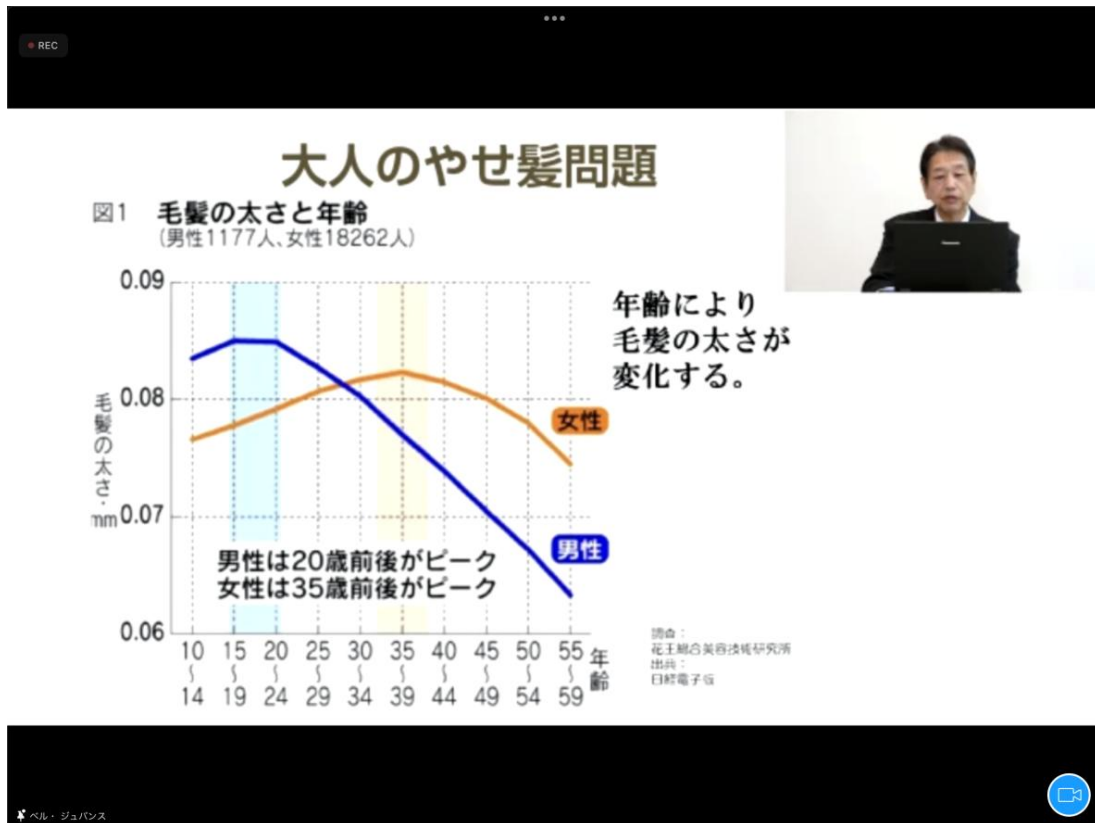 REC
大人のやせ髪問題
図1 毛髪の太さと年齢
(男性1177人、女性18262人)
0.09
0.08
0.07
0.06
毛髪の太さ・mm
年齢により
毛髪の太さが
変化する。
女性
男性
男性は20歳前後がピーク
女性は35歳前後がピーク
10 15 20 25 30 35 40 45 50 55
〜 〜 〜 〜 〜 〜 〜 〜 〜 〜
14 19 24 29 34 39 44 49 54 59
年齢
調査:
花王総合美容技術研究所
出典:
日経電子版
Panasonic
ベル・ジュバンス